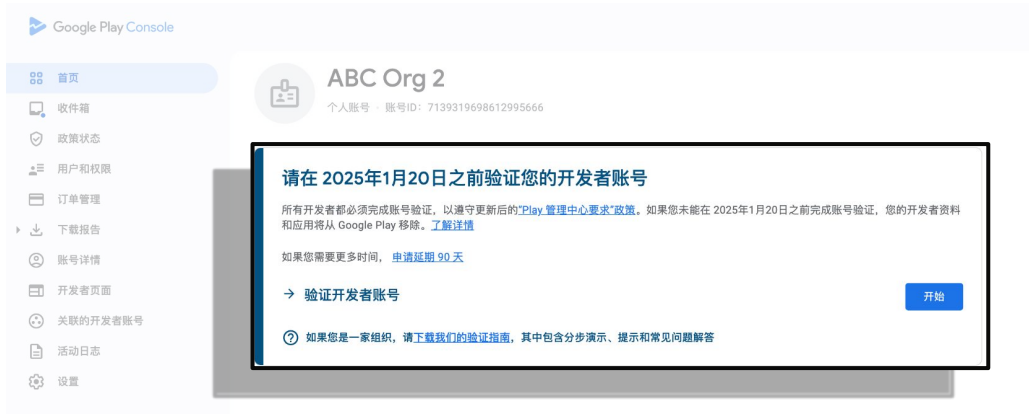 Google Play Console
首页
收件箱
政策状态
用户和权限
订单管理
下载报告
账号详情
开发者页面
关联的开发者账号
活动日志
设置
ABC Org 2
个人账号 · 账号ID：7139319698612995666
请在 2025年1月20日之前验证您的开发者账号
所有开发者都必须完成账号验证，以遵守更新后的“Play 管理中心要求”政策。如果您未能在 2025年1月20日之前完成账号验证，您的开发者资料
和应用将从 Google Play 移除。了解详情
如果您需要更多时间， 申请延期 90 天
验证开发者账号
开始
如果您是一家组织，请下载我们的验证指南，其中包含分步演示、提示和常见问题解答